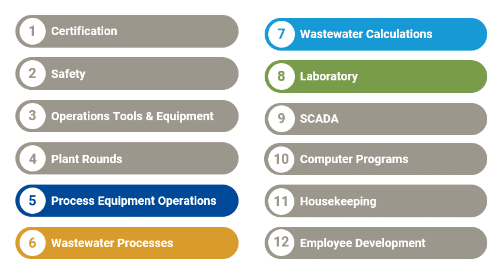 1 Certification
2 Safety
3 Operations Tools & Equipment
4 Plant Rounds
5 Process Equipment Operations
6 Wastewater Processes
7 Wastewater Calculations
8 Laboratory
9 SCADA
10 Computer Programs
11 Housekeeping
12 Employee Development